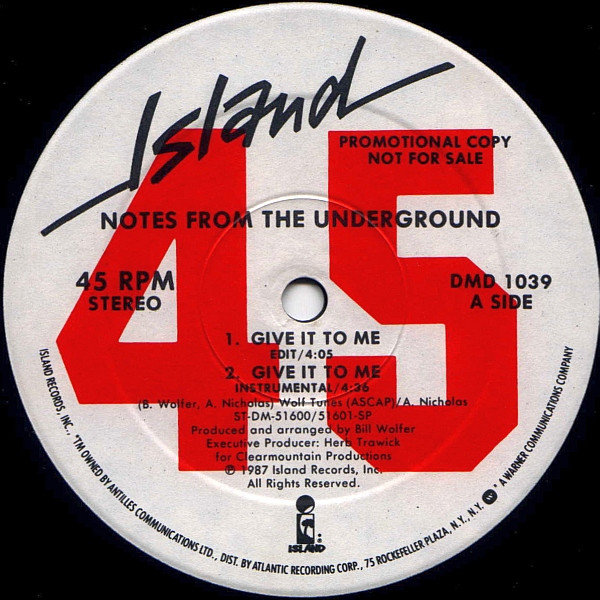 Island
45
PROMOTIONAL COPY
NOT FOR SALE
NOTES FROM THE UNDERGROUND
45 RPM
STEREO
DMD 1039
A SIDE
1. GIVE IT TO ME
EDIT/4:05
2. GIVE IT TO ME
INSTRUMENTAL/4:36
(B. Wolfer, A. Nicholas) Wolf Tunes (ASCAP)/A. Nicholas
ST-DM-51600/51601-SP
Produced and arranged by Bill Wolfer
Executive Producer: Herb Trawick
for Clearmountain Productions
℗ 1987 Island Records, Inc.
All Rights Reserved.
i
ISLAND
ISLAND RECORDS, INC., *TM OWNED BY ANTILLES COMMUNICATIONS LTD., DIST. BY ATLANTIC RECORDING CORP., 75 ROCKEFELLER PLAZA, N.Y., N.Y. * A WARNER COMMUNICATIONS COMPANY